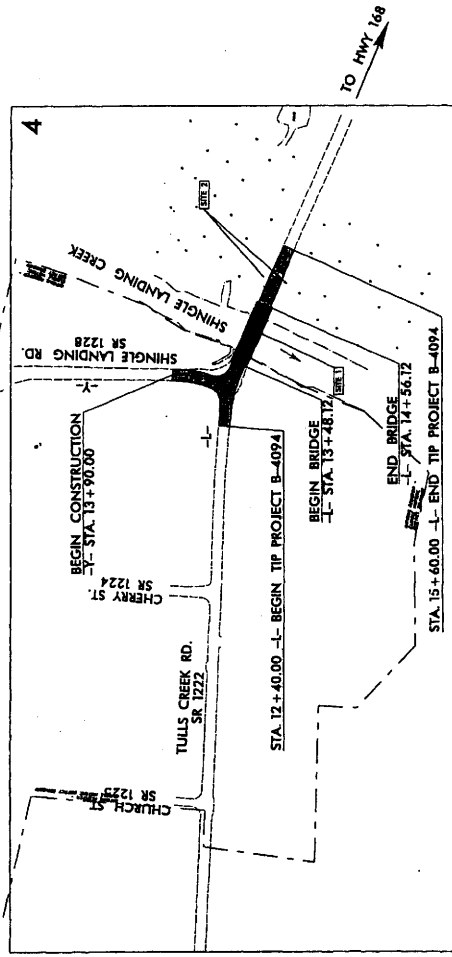 4
TO HWY 168
SITE 2
SHINGLE LANDING CREEK
SHINGLE LANDING RD.
SR 1228
-Y-
BEGIN CONSTRUCTION
-Y- STA. 13+90.00
-L-
CHERRY ST.
SR 1224
TULLS CREEK RD.
SR 1222
CHURCH ST
SR 1225
SITE 1
BEGIN BRIDGE
-L- STA. 13+48.12
END BRIDGE
-L- STA. 14+56.12
STA. 12+40.00 -L- BEGIN TIP PROJECT B-4094
STA. 15+60.00 -L- END TIP PROJECT B-4094